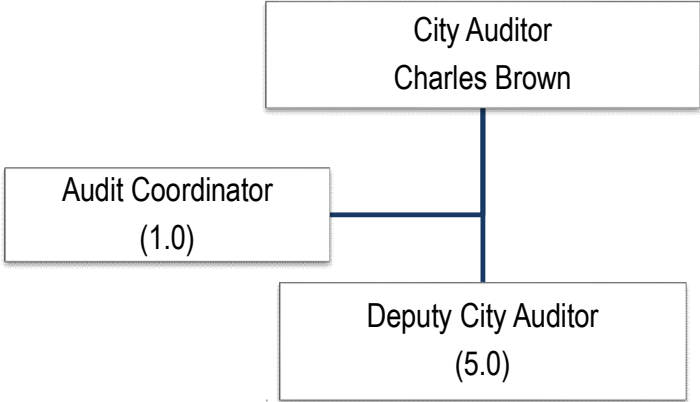 City Auditor
Charles Brown
Audit Coordinator
(1.0)
Deputy City Auditor
(5.0)